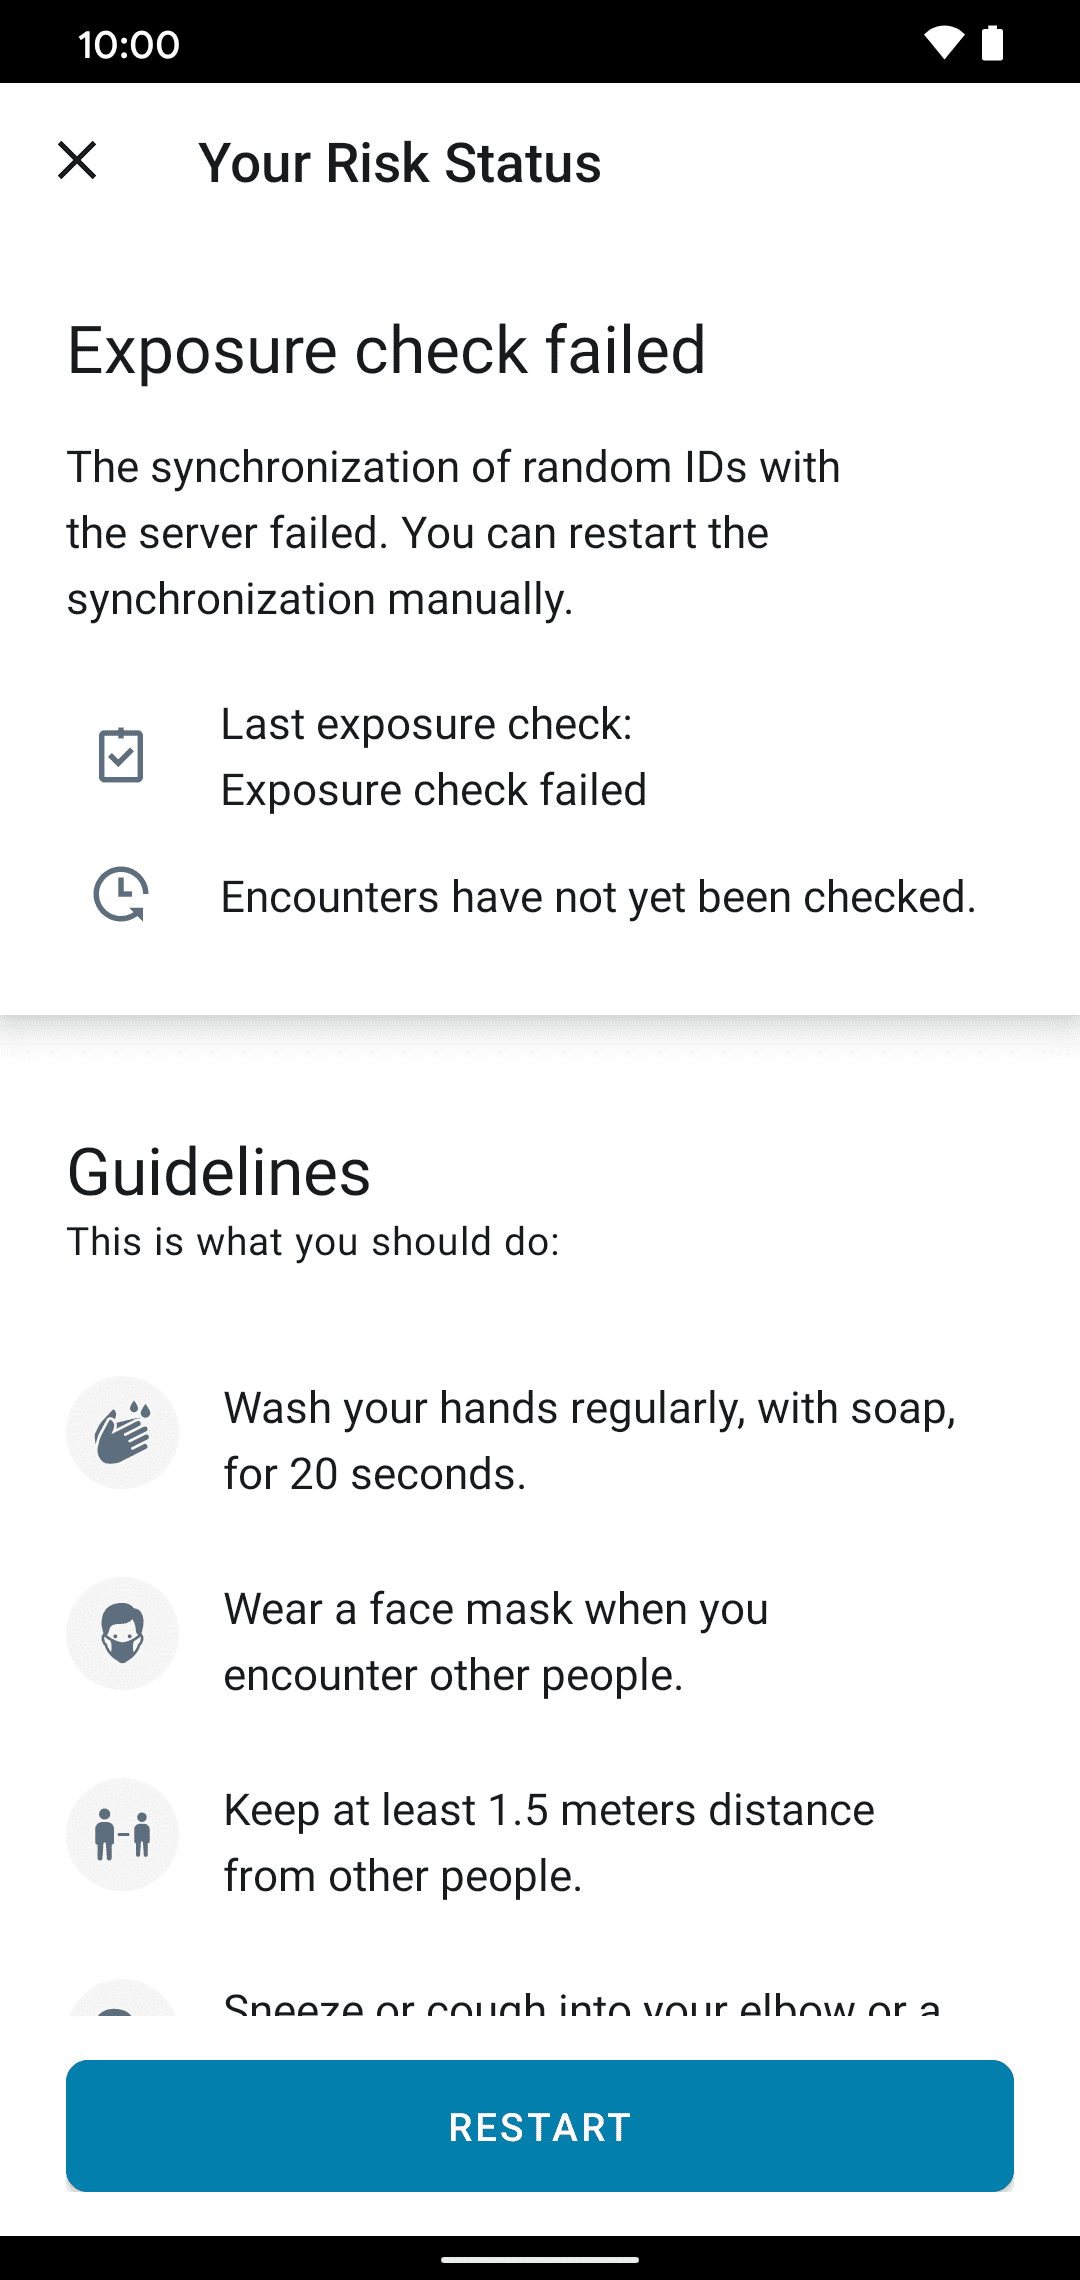 10:00
Your Risk Status
Exposure check failed
The synchronization of random IDs with
the server failed. You can restart the
synchronization manually.
Last exposure check:
Exposure check failed
Encounters have not yet been checked.
Guidelines
This is what you should do:
Wash your hands regularly, with soap,
for 20 seconds.
Wear a face mask when you
encounter other people.
Keep at least 1.5 meters distance
from other people.
Sneeze or cough into your elbow or a
RESTART